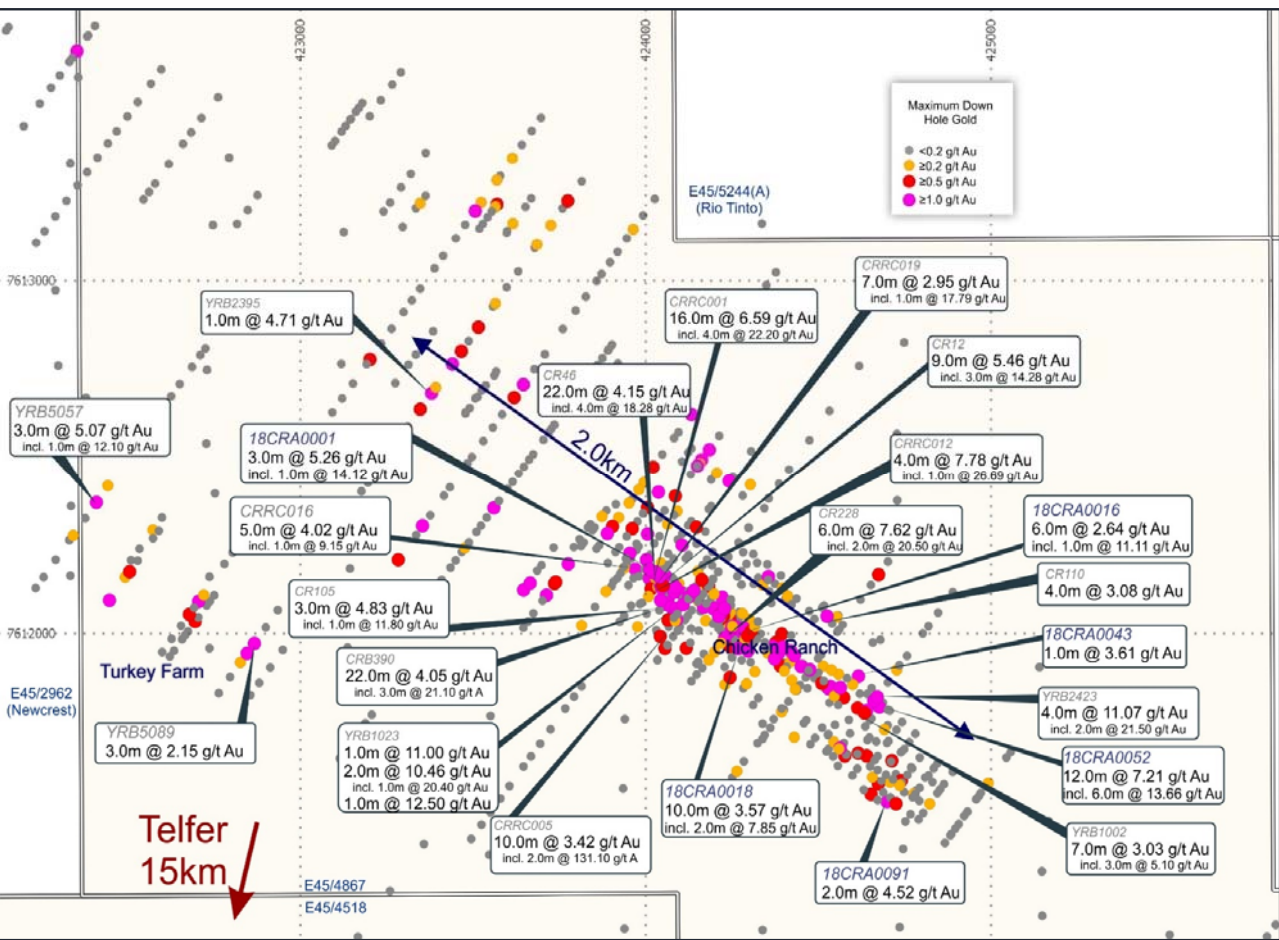 423000
424000
425000
Maximum Down
Hole Gold
<0.2 g/t Au
≥0.2 g/t Au
≥0.5 g/t Au
≥1.0 g/t Au
E45/5244(A)
(Rio Tinto)
7613000
CRRC019
7.0m @ 2.95 g/t Au
incl. 1.0m @ 17.79 g/t Au
YRB2395
1.0m @ 4.71 g/t Au
CRRC001
16.0m @ 6.59 g/t Au
incl. 4.0m @ 22.20 g/t Au
CR12
9.0m @ 5.46 g/t Au
incl. 3.0m @ 14.28 g/t Au
CR46
22.0m @ 4.15 g/t Au
incl. 4.0m @ 18.28 g/t Au
YRB5057
3.0m @ 5.07 g/t Au
incl. 1.0m @ 12.10 g/t Au
18CRA0001
3.0m @ 5.26 g/t Au
incl. 1.0m @ 14.12 g/t Au
2.0km
CRRC012
4.0m @ 7.78 g/t Au
incl. 1.0m @ 26.69 g/t Au
CRRC016
5.0m @ 4.02 g/t Au
incl. 1.0m @ 9.15 g/t Au
CR228
6.0m @ 7.62 g/t Au
incl. 2.0m @ 20.50 g/t Au
18CRA0016
6.0m @ 2.64 g/t Au
incl. 1.0m @ 11.11 g/t Au
CR110
4.0m @ 3.08 g/t Au
CR105
3.0m @ 4.83 g/t Au
incl. 1.0m @ 11.80 g/t Au
7612000
Chicken Ranch
18CRA0043
1.0m @ 3.61 g/t Au
Turkey Farm
CRB390
22.0m @ 4.05 g/t Au
incl. 3.0m @ 21.10 g/t A
E45/2962
(Newcrest)
YRB2423
4.0m @ 11.07 g/t Au
incl. 2.0m @ 21.50 g/t Au
YRB5089
3.0m @ 2.15 g/t Au
YRB1023
1.0m @ 11.00 g/t Au
2.0m @ 10.46 g/t Au
incl. 1.0m @ 20.40 g/t Au
1.0m @ 12.50 g/t Au
18CRA0052
12.0m @ 7.21 g/t Au
incl. 6.0m @ 13.66 g/t Au
18CRA0018
10.0m @ 3.57 g/t Au
incl. 2.0m @ 7.85 g/t Au
CRRC005
10.0m @ 3.42 g/t Au
incl. 2.0m @ 131.10 g/t A
YRB1002
7.0m @ 3.03 g/t Au
incl. 3.0m @ 5.10 g/t Au
Telfer
15km
18CRA0091
2.0m @ 4.52 g/t Au
E45/4867
E45/4518